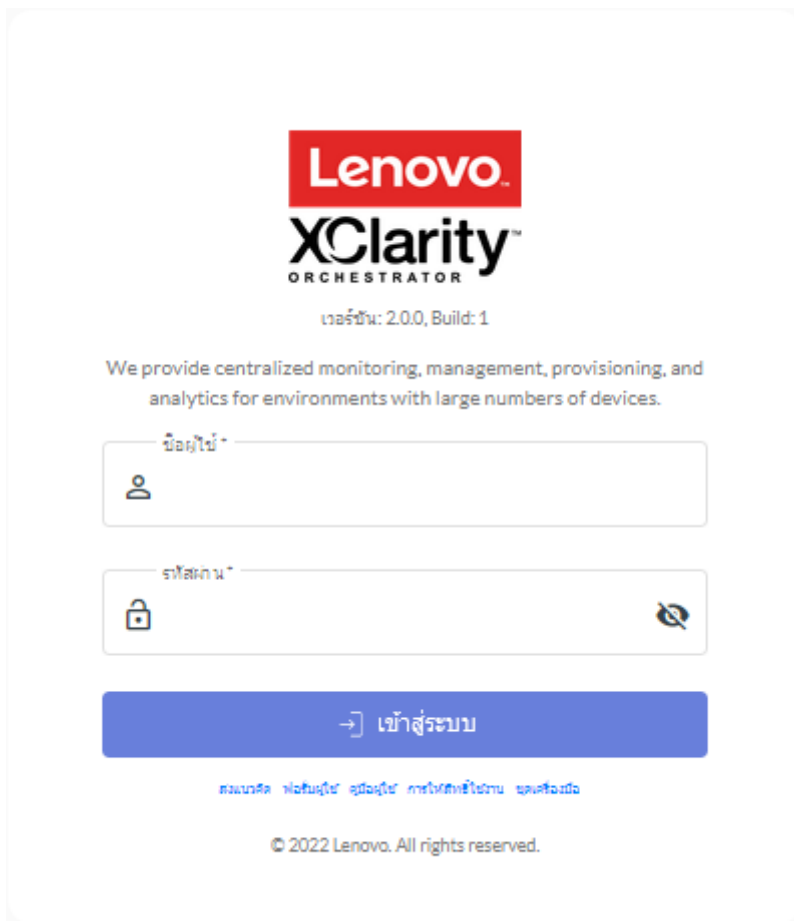 Lenovo™
XClarity™
ORCHESTRATOR
เวอร์ชัน: 2.0.0, Build: 1
We provide centralized monitoring, management, provisioning, and
analytics for environments with large numbers of devices.
ชื่อผู้ใช้ *
รหัสผ่าน *
เข้าสู่ระบบ
ส่งแนวคิด ฟอรัมผู้ใช้ คู่มือผู้ใช้ การให้สิทธิ์ใช้งาน ชุดเครื่องมือ
© 2022 Lenovo. All rights reserved.